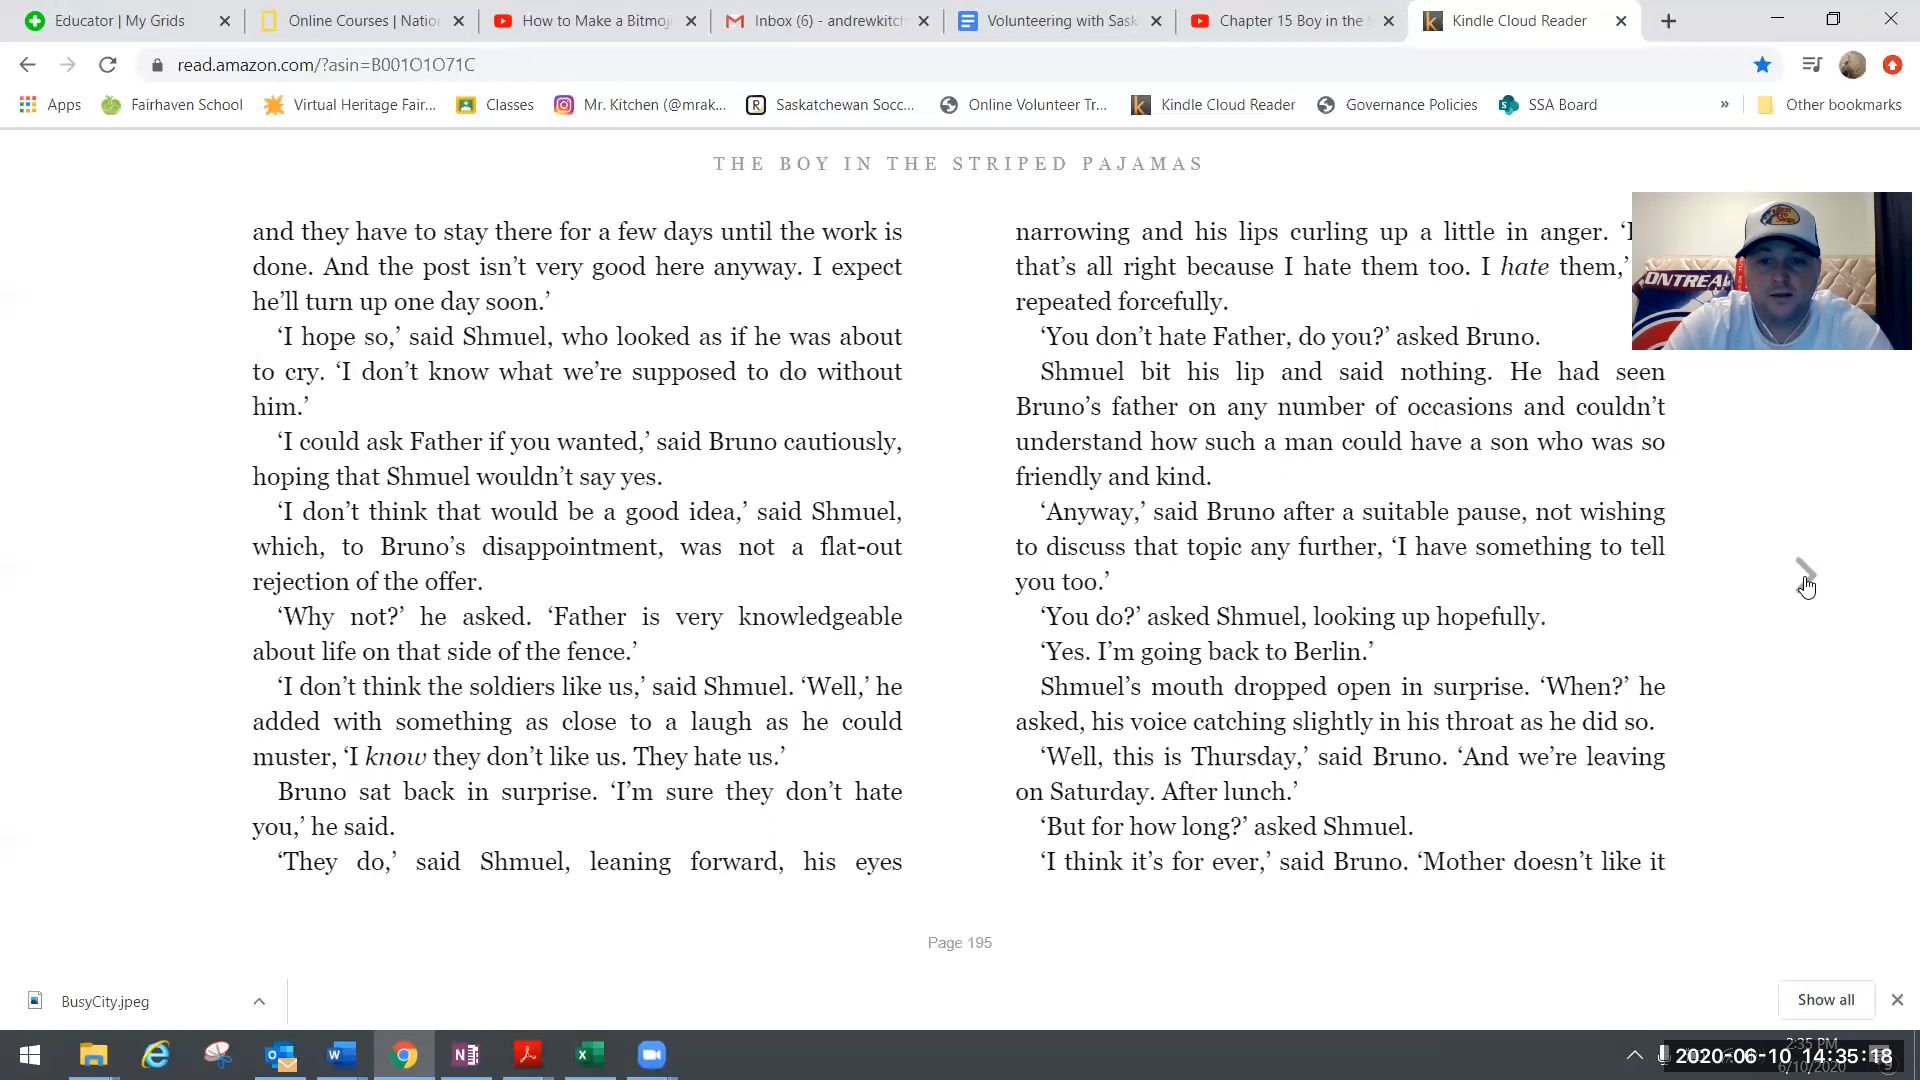 Educator | My Grids
Online Courses | Natio
How to Make a Bitmoji
Inbox (6) - andrewkitch
Volunteering with Sask
Chapter 15 Boy in the S
Kindle Cloud Reader
read.amazon.com/?asin=B001O1O71C
Apps
Fairhaven School
Virtual Heritage Fair...
Classes
Mr. Kitchen (@mrak...
Saskatchewan Socc...
Online Volunteer Tr...
Kindle Cloud Reader
Governance Policies
SSA Board
»
Other bookmarks
THE BOY IN THE STRIPED PAJAMAS
and they have to stay there for a few days until the work is
done. And the post isn’t very good here anyway. I expect
he’ll turn up one day soon.’
‘I hope so,’ said Shmuel, who looked as if he was about
to cry. ‘I don’t know what we’re supposed to do without
him.’
‘I could ask Father if you wanted,’ said Bruno cautiously,
hoping that Shmuel wouldn’t say yes.
‘I don’t think that would be a good idea,’ said Shmuel,
which, to Bruno’s disappointment, was not a flat-out
rejection of the offer.
‘Why not?’ he asked. ‘Father is very knowledgeable
about life on that side of the fence.’
‘I don’t think the soldiers like us,’ said Shmuel. ‘Well,’ he
added with something as close to a laugh as he could
muster, ‘I know they don’t like us. They hate us.’
Bruno sat back in surprise. ‘I’m sure they don’t hate
you,’ he said.
‘They do,’ said Shmuel, leaning forward, his eyes
narrowing and his lips curling up a little in anger.
that’s all right because I hate them too. I hate them,’
repeated forcefully.
‘You don’t hate Father, do you?’ asked Bruno.
Shmuel bit his lip and said nothing. He had seen
Bruno’s father on any number of occasions and couldn’t
understand how such a man could have a son who was so
friendly and kind.
‘Anyway,’ said Bruno after a suitable pause, not wishing
to discuss that topic any further, ‘I have something to tell
you too.’
‘You do?’ asked Shmuel, looking up hopefully.
‘Yes. I’m going back to Berlin.’
Shmuel’s mouth dropped open in surprise. ‘When?’ he
asked, his voice catching slightly in his throat as he did so.
‘Well, this is Thursday,’ said Bruno. ‘And we’re leaving
on Saturday. After lunch.’
‘But for how long?’ asked Shmuel.
‘I think it’s for ever,’ said Bruno. ‘Mother doesn’t like it
Page 195
BusyCity.jpeg
Show all
2:35 PM
2020-06-10 14:35:18
6/10/2020